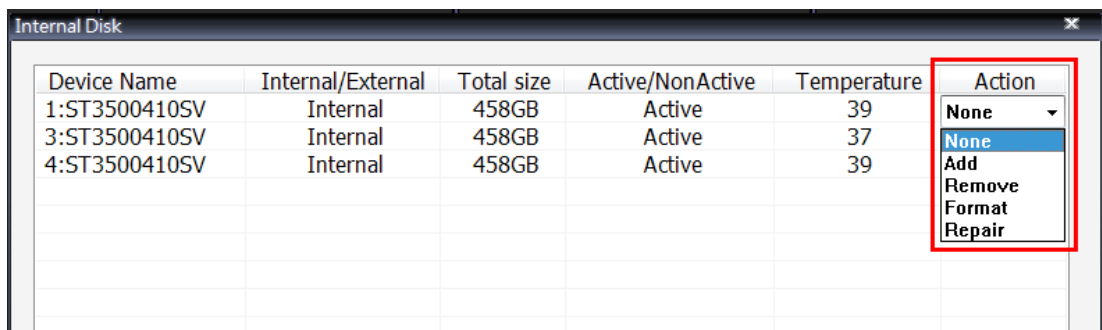 Internal Disk
Device Name Internal/External Total size Active/NonActive Temperature Action
1:ST3500410SV Internal 458GB Active 39 None
3:ST3500410SV Internal 458GB Active 37 None
4:ST3500410SV Internal 458GB Active 39 Add
Remove
Format
Repair